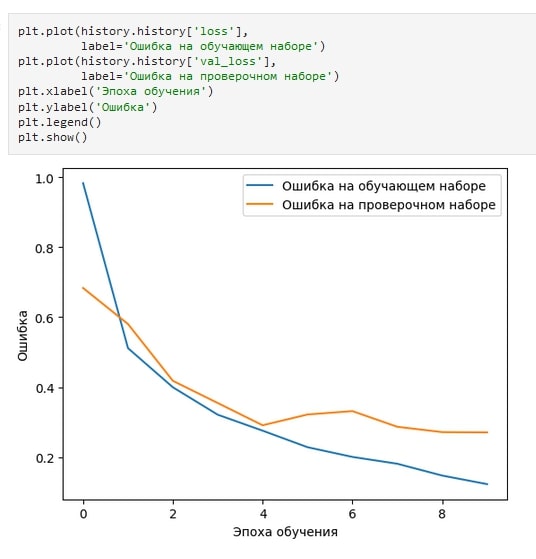 plt.plot(history.history['loss'],
label='Ошибка на обучающем наборе')
plt.plot(history.history['val_loss'],
label='Ошибка на проверочном наборе')
plt.xlabel('Эпоха обучения')
plt.ylabel('Ошибка')
plt.legend()
plt.show()
Ошибка на обучающем наборе
Ошибка на проверочном наборе
1.0
0.8
0.6
0.4
0.2
Ошибка
0 2 4 6 8
Эпоха обучения